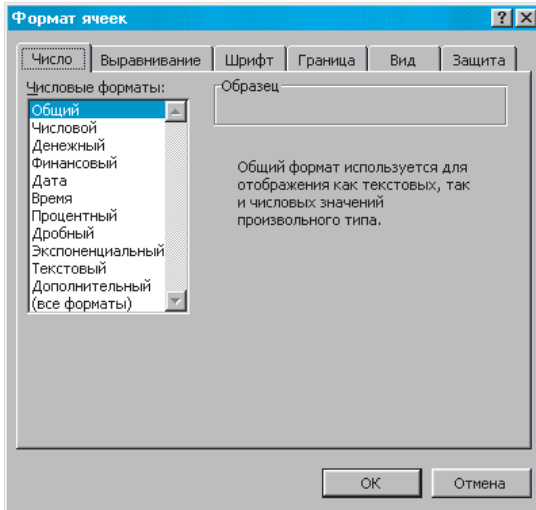 Формат ячеек
Число
Выравнивание
Шрифт
Граница
Вид
Защита
Числовые форматы:
Общий
Числовой
Денежный
Финансовый
Дата
Время
Процентный
Дробный
Экспоненциальный
Текстовый
Дополнительный
(все форматы)
Образец
Общий формат используется для
отображения как текстовых, так
и числовых значений
произвольного типа.
ОК
Отмена